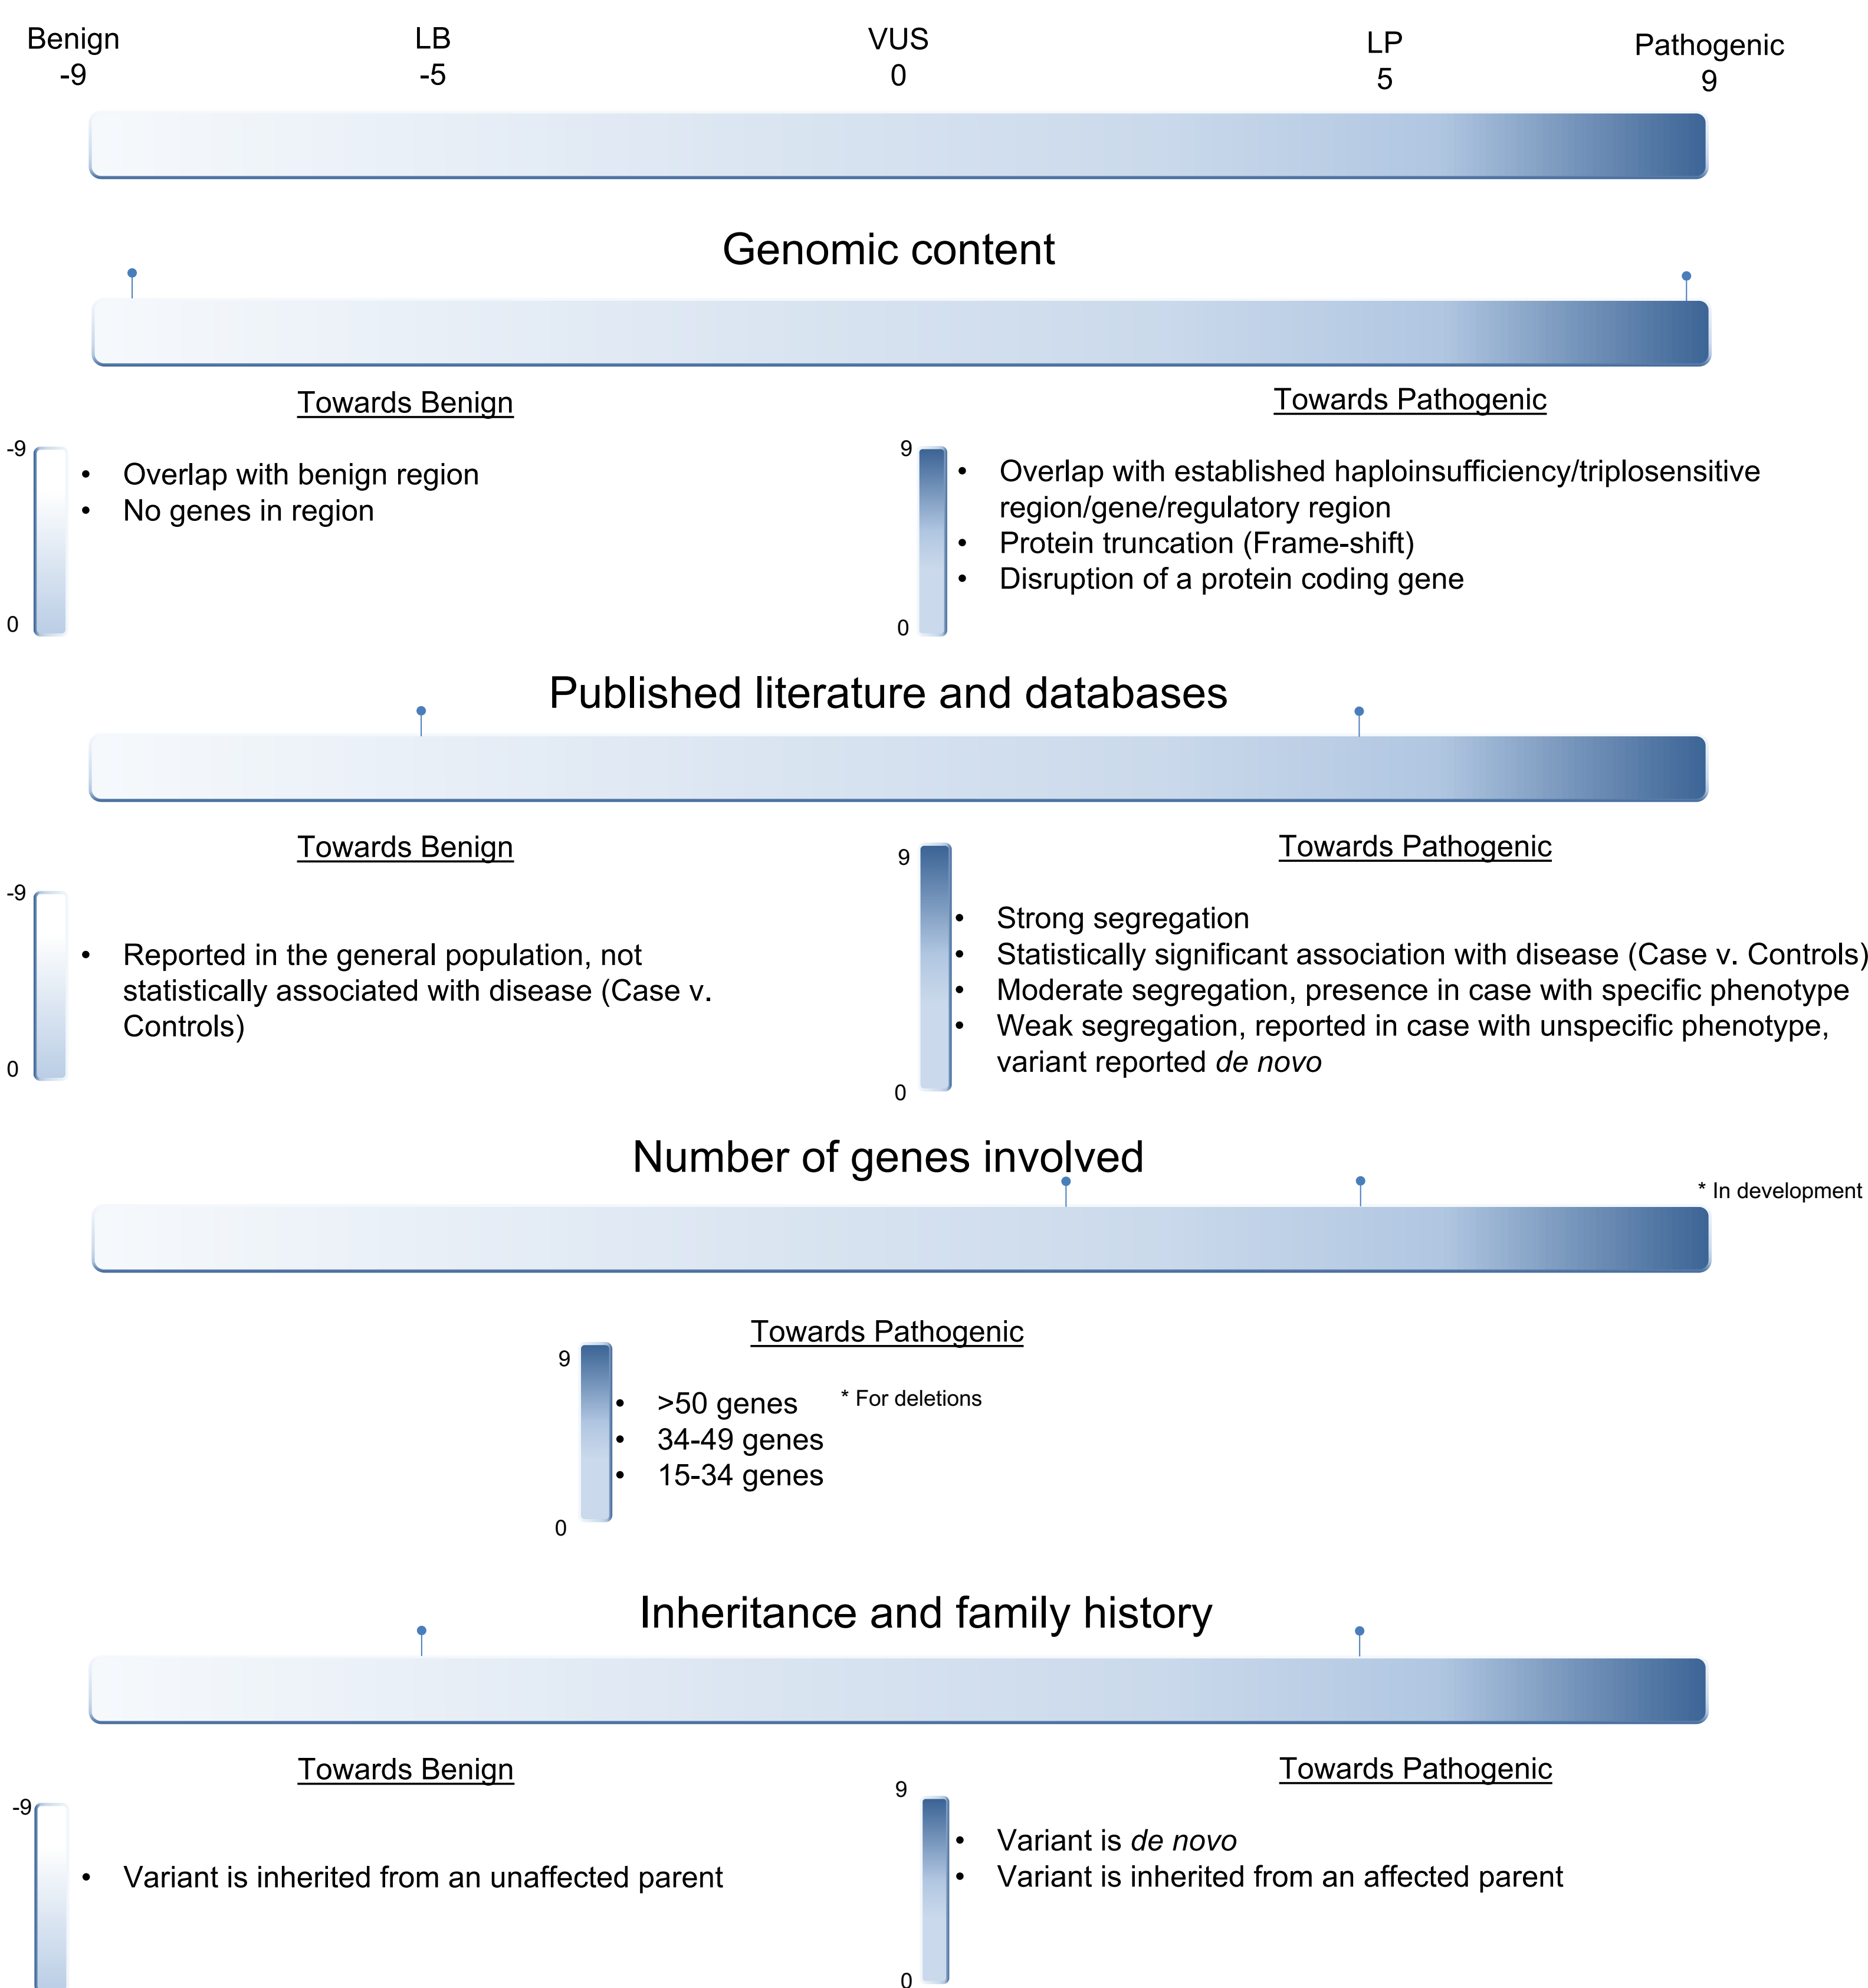 Benign LB VUS LP Pathogenic
-9 -5 0 5 9
Genomic content
Towards Benign
-9
• Overlap with benign region
• No genes in region
0
Towards Pathogenic
9
• Overlap with established haploinsufficiency/triplosensitive
region/gene/regulatory region
• Protein truncation (Frame-shift)
• Disruption of a protein coding gene
0
Published literature and databases
Towards Benign
-9
• Reported in the general population, not
statistically associated with disease (Case v.
Controls)
0
Towards Pathogenic
9
• Strong segregation
• Statistically significant association with disease (Case v. Controls)
• Moderate segregation, presence in case with specific phenotype
• Weak segregation, reported in case with unspecific phenotype,
variant reported de novo
0
Number of genes involved
* In development
Towards Pathogenic
9
• >50 genes * For deletions
• 34-49 genes
• 15-34 genes
0
Inheritance and family history
Towards Benign
-9
• Variant is inherited from an unaffected parent
Towards Pathogenic
9
• Variant is de novo
• Variant is inherited from an affected parent
0